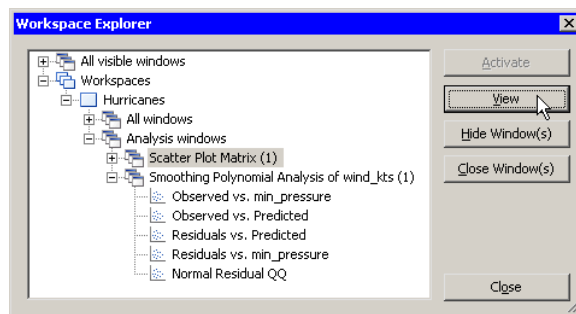 Workspace Explorer
All visible windows
Workspaces
Hurricanes
All windows
Analysis windows
Scatter Plot Matrix (1)
Smoothing Polynomial Analysis of wind_kts (1)
Observed vs. min_pressure
Observed vs. Predicted
Residuals vs. Predicted
Residuals vs. min_pressure
Normal Residual QQ
Activate
View
Hide Window(s)
Close Window(s)
Close